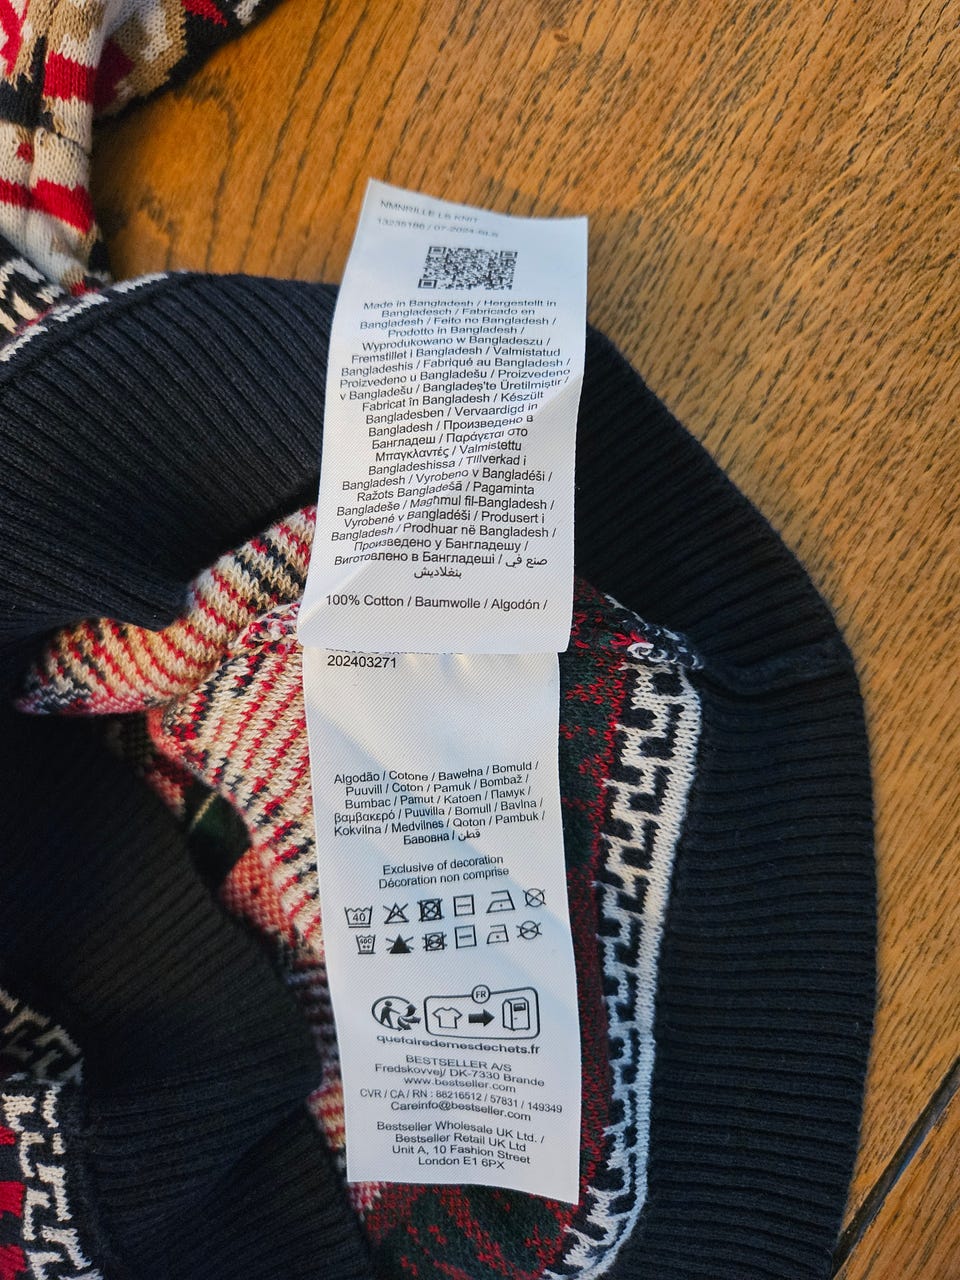 NMNRILLE LS KNIT
13235186 / 07-2024-SLS
Made in Bangladesh / Hergestellt in
Bangladesch / Fabricado en
Bangladesh / Feito no Bangladesh /
Prodotto in Bangladesh /
Wyprodukowano w Bangladeszu /
Fremstillet i Bangladesh / Valmistatud
Bangladeshis / Fabriqué au Bangladesh /
Proizvedeno u Bangladešu / Proizvedeno
v Bangladešu / Bangladeş'te Üretilmiştir /
Fabricat în Bangladesh / Készült
Bangladesben / Vervaardigd in
Bangladesh / Произведено в
Бангладеш / Παράγεται στο
Μπαγκλαντές / Valmistettu
Bangladeshissa / Tillverkad i
Bangladesh / Vyrobeno v Bangladéši /
Ražots Bangladešā / Pagaminta
Bangladeše / Magħmul fil-Bangladesh /
Vyrobené v Bangladéši / Produsert i
Bangladesh / Prodhuar në Bangladesh /
Произведено у Бангладешу /
Виготовлено в Бангладеші / صنع في
بنغلاديش
100% Cotton / Baumwolle / Algodón /
202403271
Algodão / Cotone / Bawełna / Bomuld /
Puuvill / Coton / Pamuk / Bombaž /
Bumbac / Pamut / Katoen / Памук /
βαμβακερό / Puuvilla / Bomull / Bavlna /
Kokvilna / Medvilnės / Qoton / Pambuk /
Бавовна / قطن
Exclusive of decoration
Décoration non comprise
40
60C
FR
quefairedemesdechets.fr
BESTSELLER A/S
Fredskovvej/ DK-7330 Brande
www.bestseller.com
CVR / CA / RN : 88216512 / 57831 / 149349
Careinfo@bestseller.com
Bestseller Wholesale UK Ltd. /
Bestseller Retail UK Ltd
Unit A, 10 Fashion Street
London E1 6PX